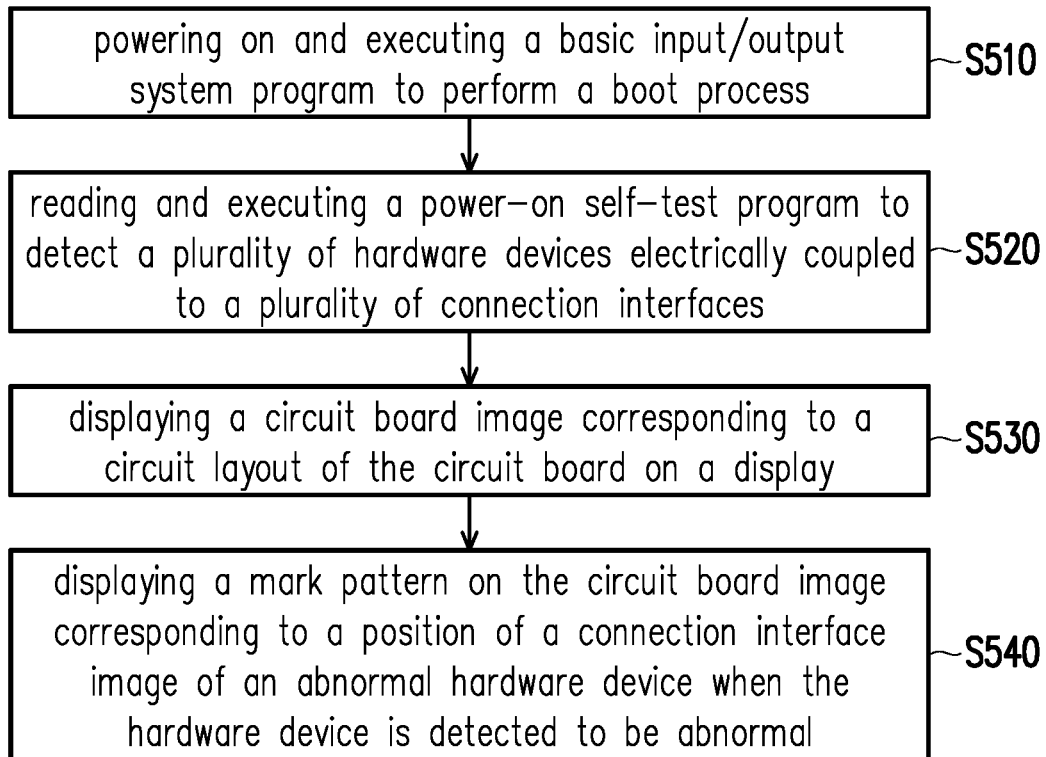 powering on and executing a basic input/output
system program to perform a boot process
S510
reading and executing a power-on self-test program to
detect a plurality of hardware devices electrically coupled
to a plurality of connection interfaces
S520
displaying a circuit board image corresponding to a
circuit layout of the circuit board on a display
S530
displaying a mark pattern on the circuit board image
corresponding to a position of a connection interface
image of an abnormal hardware device when the
hardware device is detected to be abnormal
S540